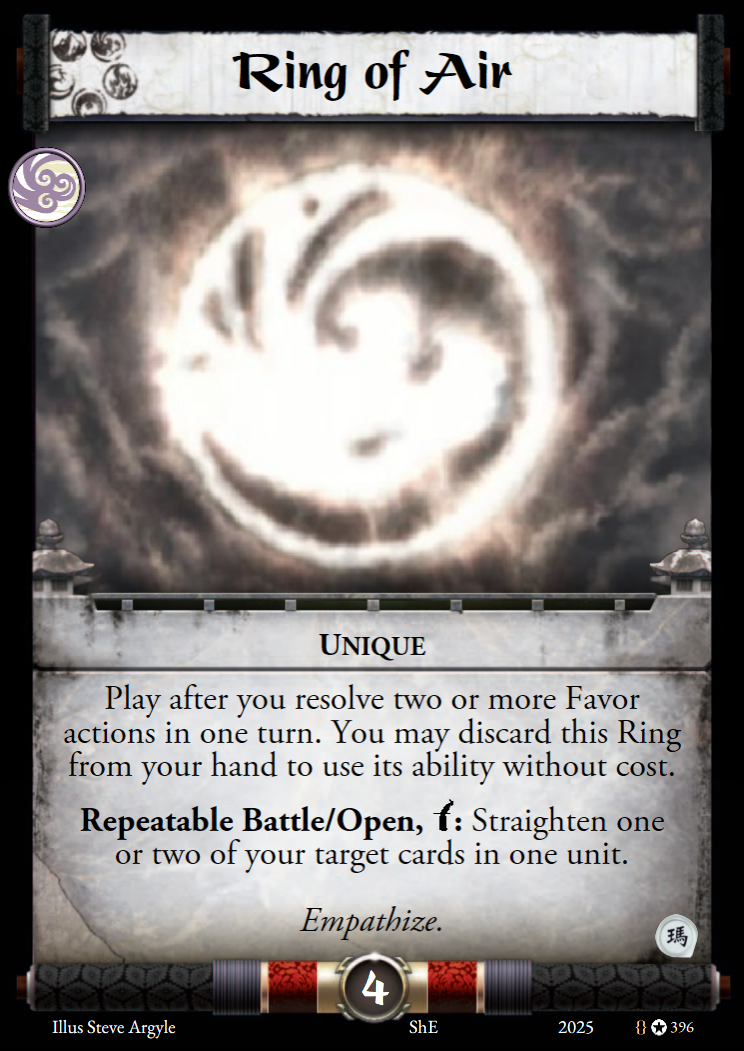 Ring of Air
UNIQUE
Play after you resolve two or more Favor
actions in one turn. You may discard this Ring
from your hand to use its ability without cost.
Repeatable Battle/Open, : Straighten one
or two of your target cards in one unit.
Empathize.
瑪
4
Illus Steve Argyle ShE 2025 {} ✪ 396